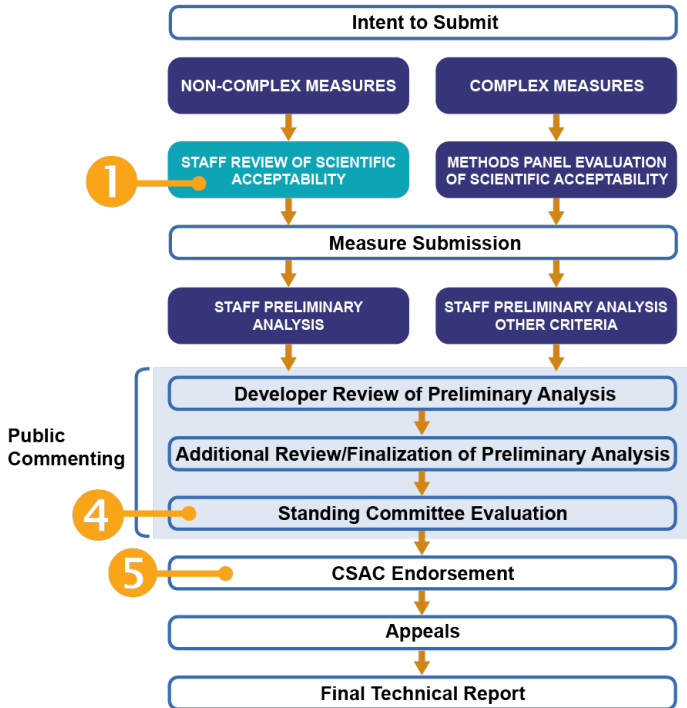 Intent to Submit
NON-COMPLEX MEASURES
COMPLEX MEASURES
1
STAFF REVIEW OF SCIENTIFIC
ACCEPTABILITY
METHODS PANEL EVALUATION
OF SCIENTIFIC ACCEPTABILITY
Measure Submission
STAFF PRELIMINARY
ANALYSIS
STAFF PRELIMINARY ANALYSIS
OTHER CRITERIA
Public
Commenting
Developer Review of Preliminary Analysis
Additional Review/Finalization of Preliminary Analysis
4
Standing Committee Evaluation
5
CSAC Endorsement
Appeals
Final Technical Report